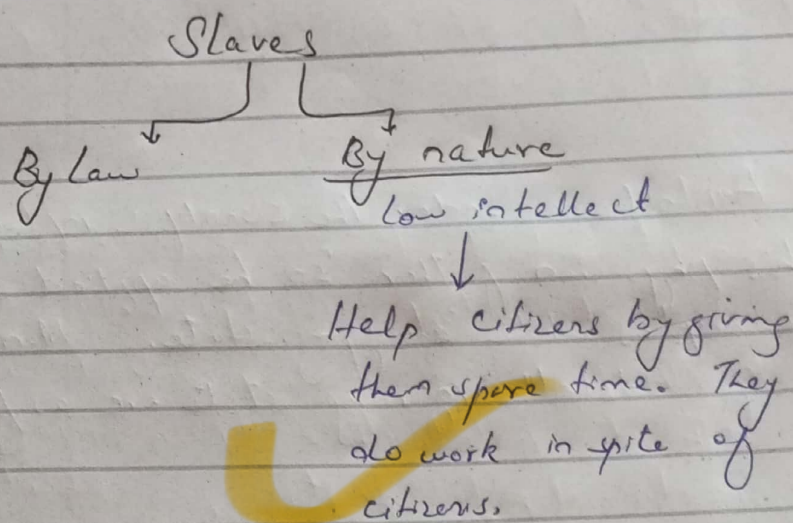 Slaves
By Law
By nature
Low intellect
Help citizens by giving
them spare time. They
do work in spite of
citizens.